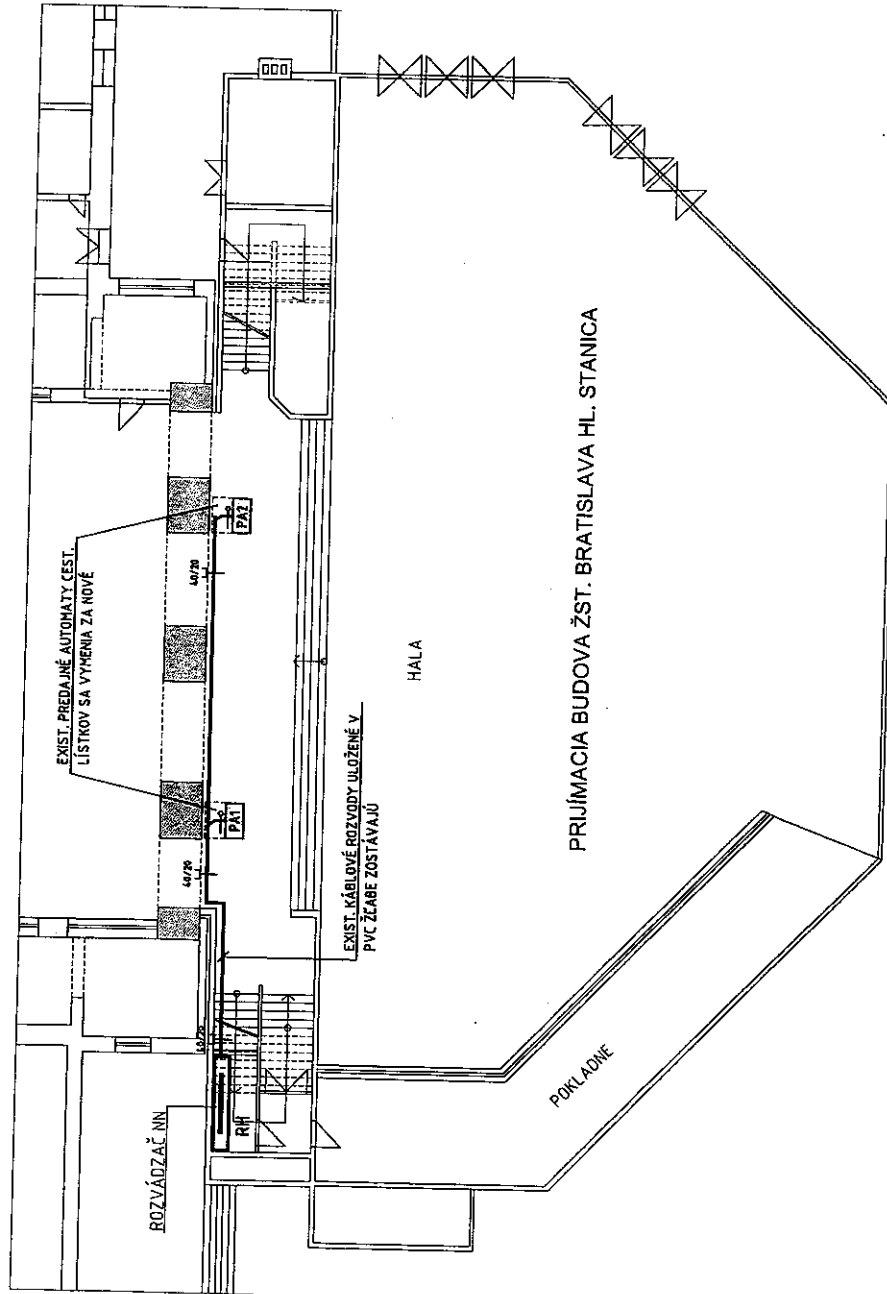 EXIST. PREDAJNÉ AUTOMATY CEST.
LÍSTKOV SA VYMENIA ZA NOVÉ
ROZVÁDZAČ NN
40/20
40/20
40/20
PA1
PA2
RH
EXIST. KÁBLOVÉ ROZVODY ULOŽENÉ V
PVC ŽĽABE ZOSTÁVAJÚ
HALA
POKLADNE
PRIJÍMACIA BUDOVA ŽST. BRATISLAVA HL. STANICA